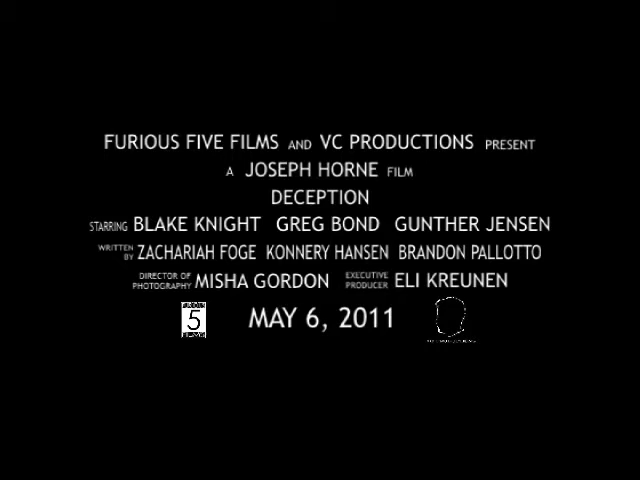 FURIOUS FIVE FILMS AND VC PRODUCTIONS PRESENT
A JOSEPH HORNE FILM
DECEPTION
STARRING BLAKE KNIGHT GREG BOND GUNTHER JENSEN
WRITTEN BY ZACHARIAH FOGE KONNERY HANSEN BRANDON PALLOTTO
DIRECTOR OF PHOTOGRAPHY MISHA GORDON EXECUTIVE PRODUCER ELI KREUNEN
5 FILMS MAY 6, 2011